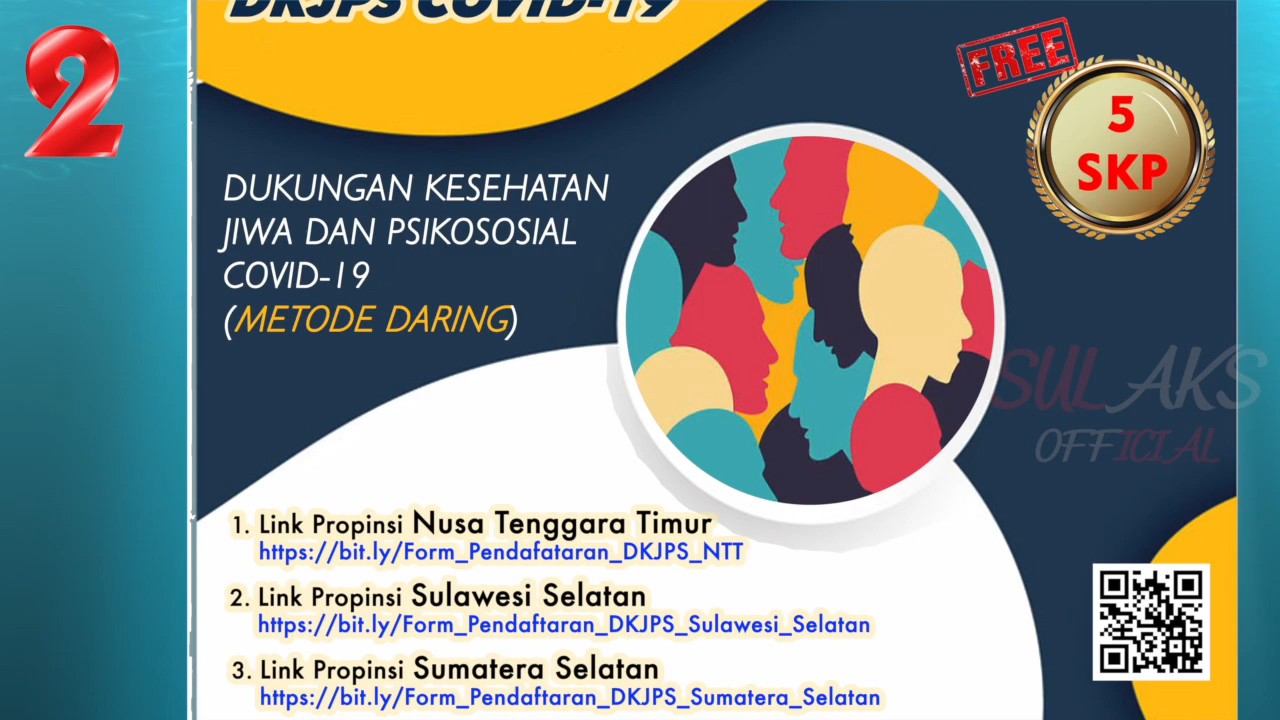 2
DKJPS COVID-19
FREE
5
SKP
DUKUNGAN KESEHATAN
JIWA DAN PSIKOSOSIAL
COVID-19
(METODE DARING)
SULAKS
OFFICIAL
1. Link Propinsi Nusa Tenggara Timur
https://bit.ly/Form_Pendafataran_DKJPS_NTT
2. Link Propinsi Sulawesi Selatan
https://bit.ly/Form_Pendaftaran_DKJPS_Sulawesi_Selatan
3. Link Propinsi Sumatera Selatan
https://bit.ly/Form_Pendaftaran_DKJPS_Sumatera_Selatan